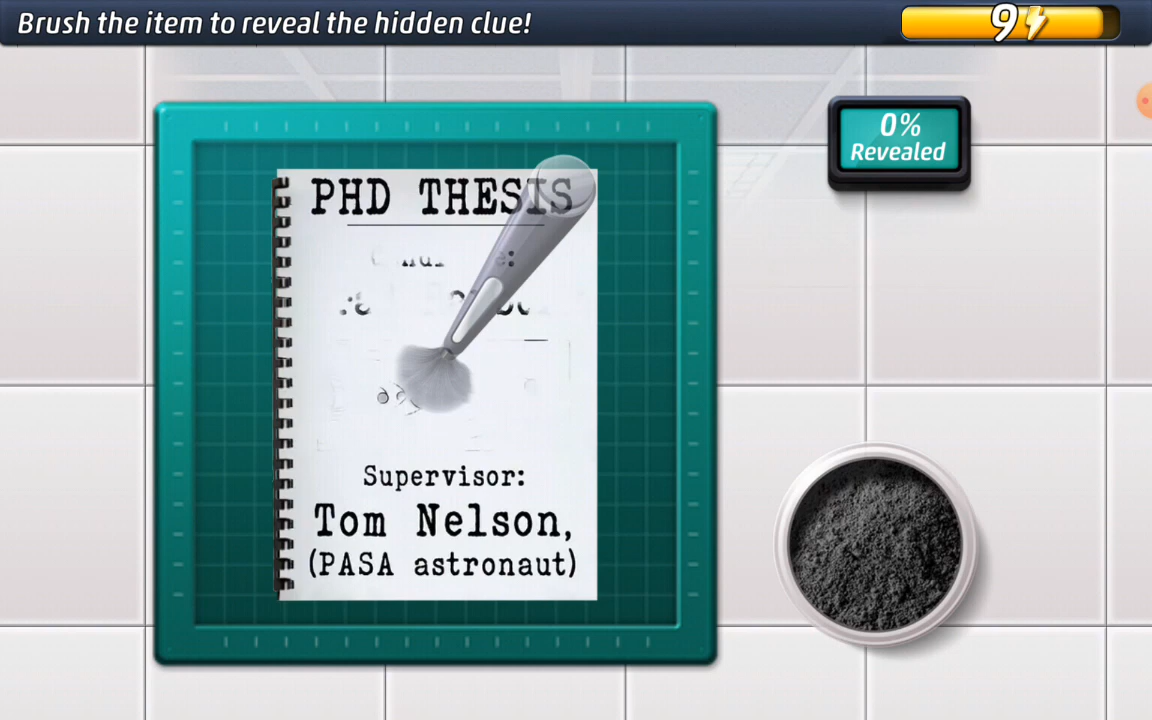 Brush the item to reveal the hidden clue!
9
0%
Revealed
PHD THESIS
Supervisor:
Tom Nelson,
(PASA astronaut)